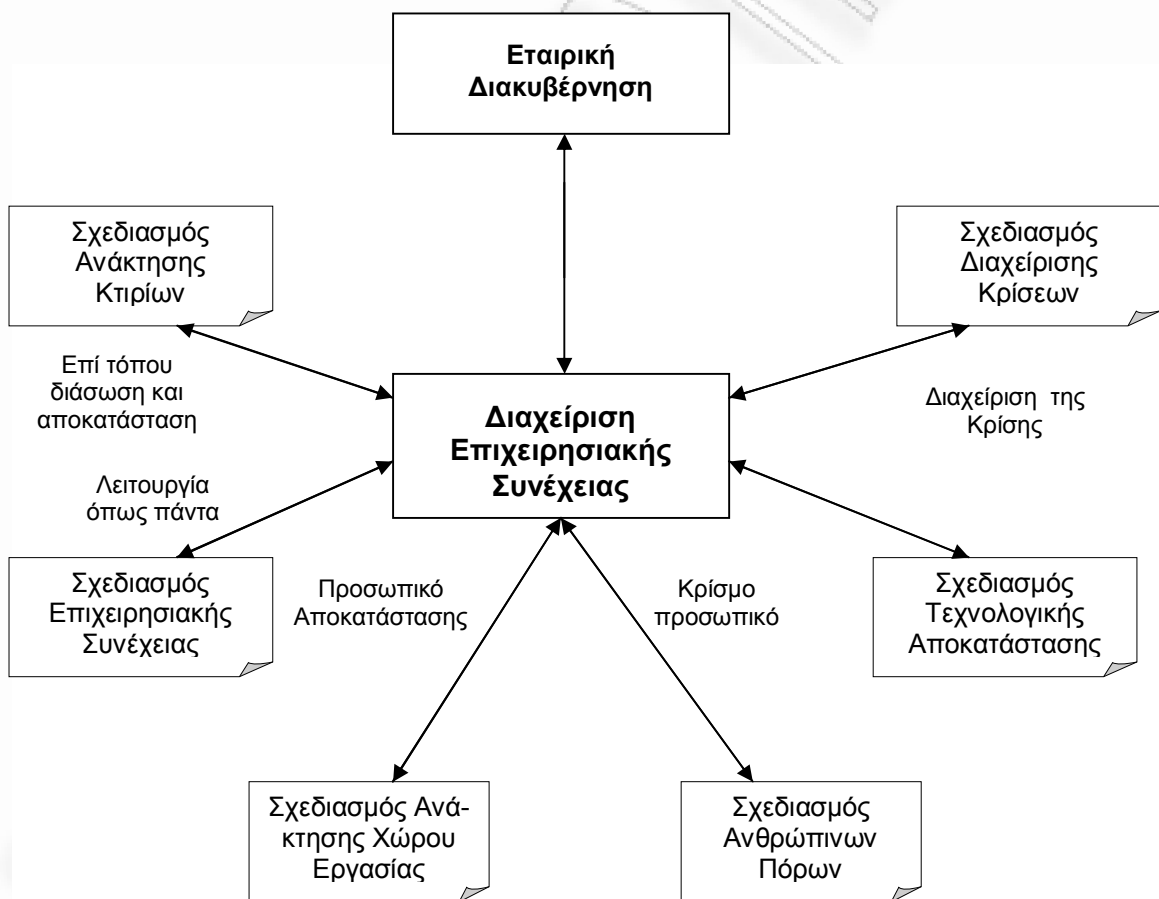 Εταιρική
Διακυβέρνηση
Σχεδιασμός
Ανάκτησης
Κτιρίων
Σχεδιασμός
Διαχείρισης
Κρίσεων
Επί τόπου
διάσωση και
αποκατάσταση
Διαχείριση
Επιχειρησιακής
Συνέχειας
Διαχείριση της
Κρίσης
Λειτουργία
όπως πάντα
Σχεδιασμός
Επιχειρησιακής
Συνέχειας
Προσωπικό
Αποκατάστασης
Κρίσμο
προσωπικό
Σχεδιασμός
Τεχνολογικής
Αποκατάστασης
Σχεδιασμός Ανά-
κτησης Χώρου
Εργασίας
Σχεδιασμός
Ανθρώπινων
Πόρων